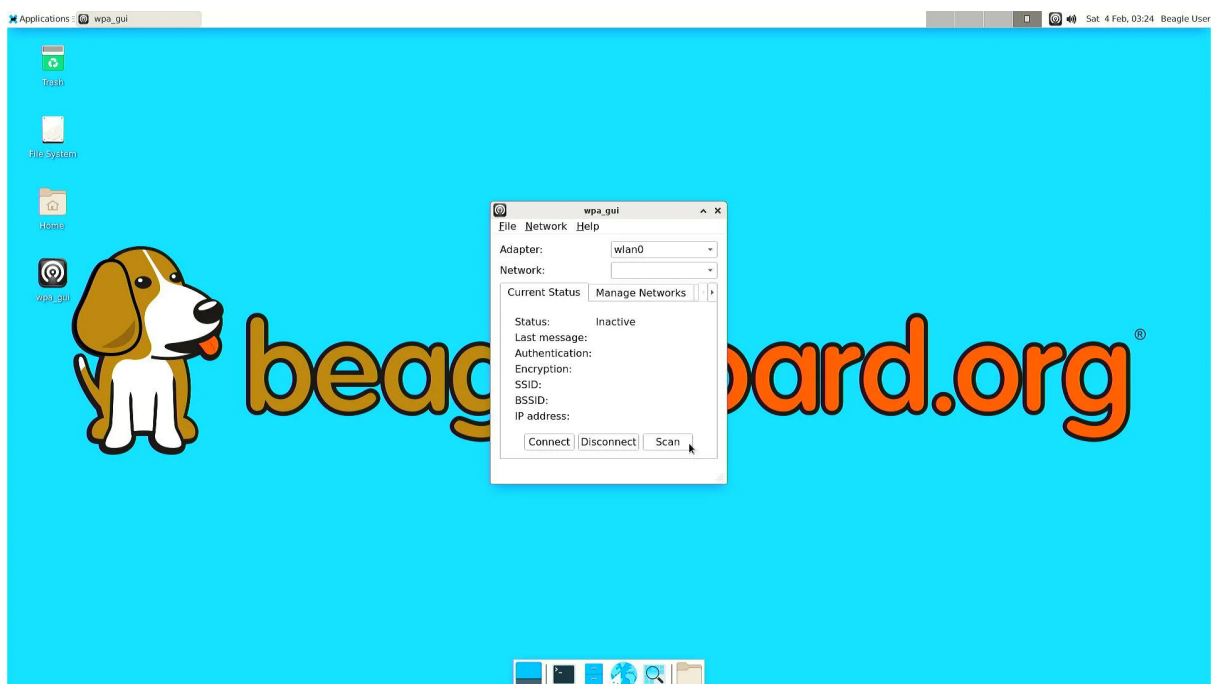 Applications : wpa_gui Sat 4 Feb, 03:24 Beagle User
Trash
File System
Home
wpa_gui
wpa_gui
File Network Help
Adapter: wlan0
Network:
Current Status Manage Networks
Status: Inactive
Last message:
Authentication:
Encryption:
SSID:
BSSID:
IP address:
Connect Disconnect Scan
beag oard.org®